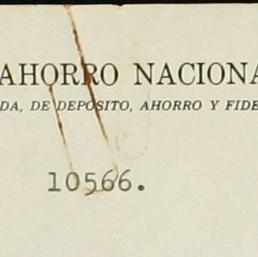 AHORRO NACIONA
DA, DE DEPOSITO, AHORRO Y FIDE
10566.